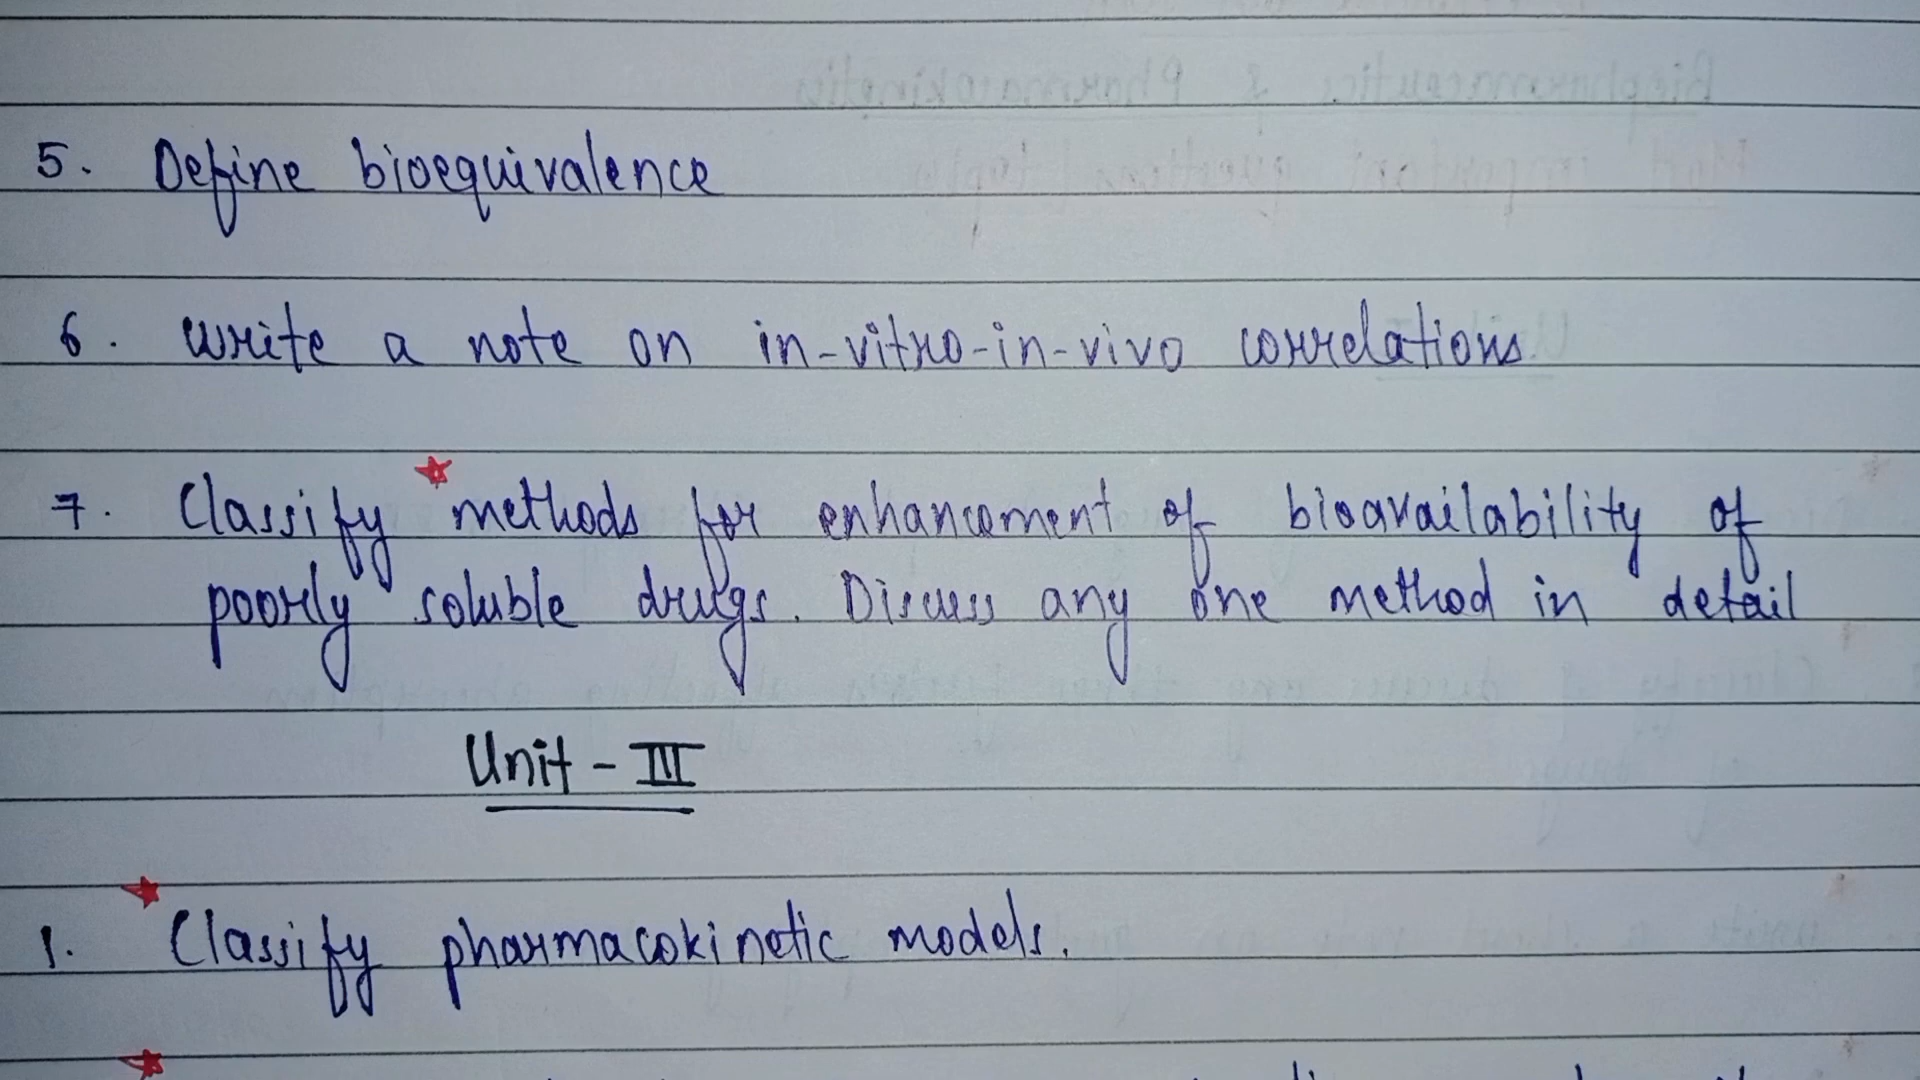 5. Define bioequivalence
6. write a note on in-vitro-in-vivo correlations
7. Classify methods for enhancement of bioavailability of
poorly soluble drugs. Discuss any one method in detail
Unit - III
1. Classify pharmacokinetic models.